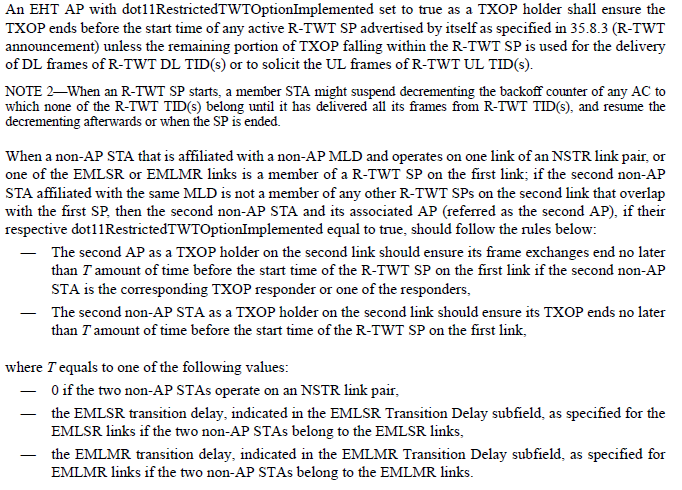 An EHT AP with dot11RestrictedTWTOptionImplemented set to true as a TXOP holder shall ensure the
TXOP ends before the start time of any active R-TWT SP advertised by itself as specified in 35.8.3 (R-TWT
announcement) unless the remaining portion of TXOP falling within the R-TWT SP is used for the delivery
of DL frames of R-TWT DL TID(s) or to solicit the UL frames of R-TWT UL TID(s).
NOTE 2—When an R-TWT SP starts, a member STA might suspend decrementing the backoff counter of any AC to
which none of the R-TWT TID(s) belong until it has delivered all its frames from R-TWT TID(s), and resume the
decrementing afterwards or when the SP is ended.
When a non-AP STA that is affiliated with a non-AP MLD and operates on one link of an NSTR link pair, or
one of the EMLSR or EMLMR links is a member of a R-TWT SP on the first link; if the second non-AP
STA affiliated with the same MLD is not a member of any other R-TWT SPs on the second link that overlap
with the first SP, then the second non-AP STA and its associated AP (referred as the second AP), if their
respective dot11RestrictedTWTOptionImplemented equal to true, should follow the rules below:
— The second AP as a TXOP holder on the second link should ensure its frame exchanges end no later
than T amount of time before the start time of the R-TWT SP on the first link if the second non-AP
STA is the corresponding TXOP responder or one of the responders,
— The second non-AP STA as a TXOP holder on the second link should ensure its TXOP ends no later
than T amount of time before the start time of the R-TWT SP on the first link,
where T equals to one of the following values:
— 0 if the two non-AP STAs operate on an NSTR link pair,
— the EMLSR transition delay, indicated in the EMLSR Transition Delay subfield, as specified for the
EMLSR links if the two non-AP STAs belong to the EMLSR links,
— the EMLMR transition delay, indicated in the EMLMR Transition Delay subfield, as specified for
EMLMR links if the two non-AP STAs belong to the EMLMR links.